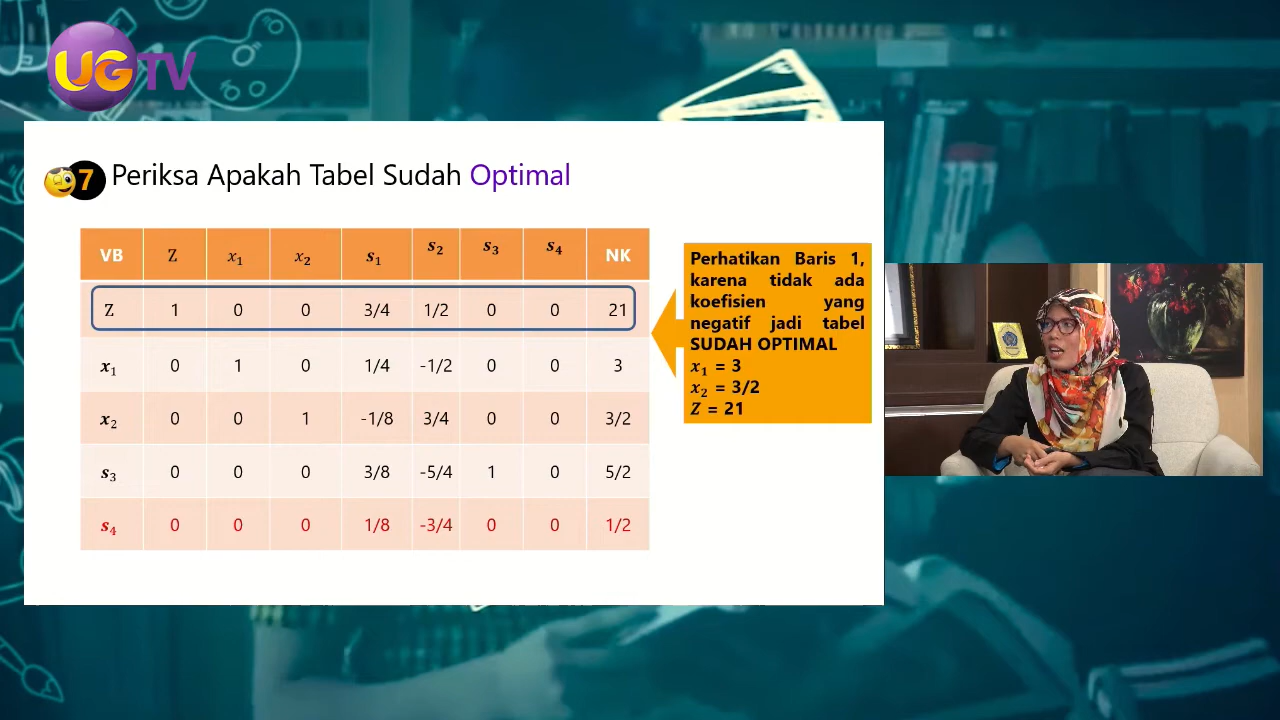 UGTV
7 Periksa Apakah Tabel Sudah Optimal
VB Z x₁ x₂ s₁ s₂ s₃ s₄ NK
Z 1 0 0 3/4 1/2 0 0 21
x₁ 0 1 0 1/4 -1/2 0 0 3
x₂ 0 0 1 -1/8 3/4 0 0 3/2
s₃ 0 0 0 3/8 -5/4 1 0 5/2
s₄ 0 0 0 1/8 -3/4 0 0 1/2
Perhatikan Baris 1,
karena tidak ada
koefisien yang
negatif jadi tabel
SUDAH OPTIMAL
x₁ = 3
x₂ = 3/2
Z = 21